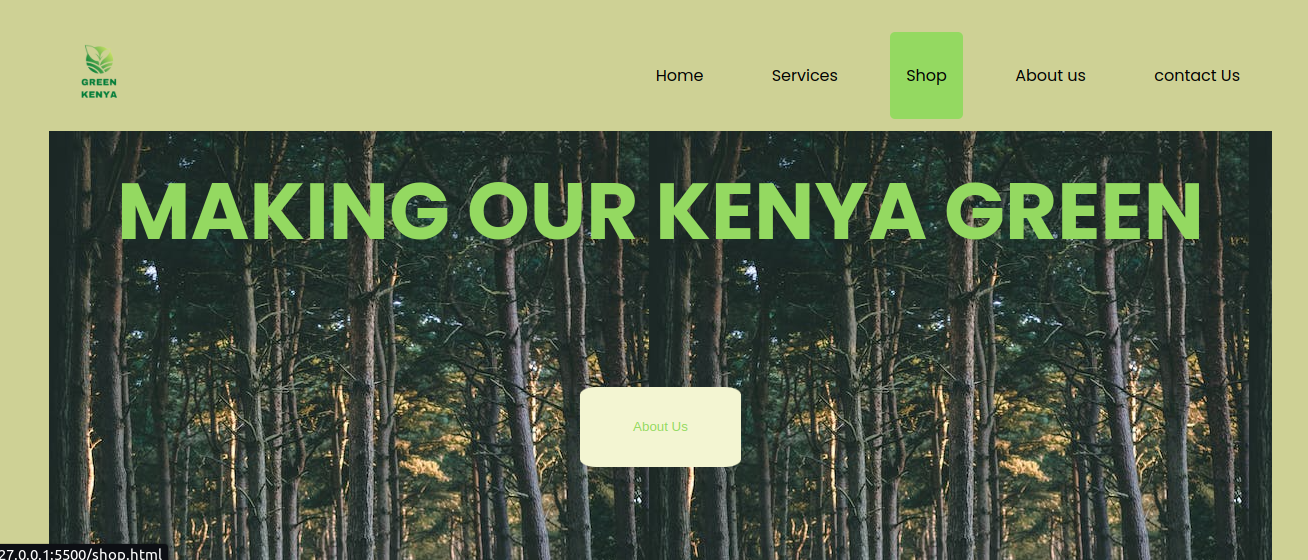 GREEN
KENYA
Home
Services
Shop
About us
contact Us
MAKING OUR KENYA GREEN
About Us
27.0.0.1:5500/shop.html